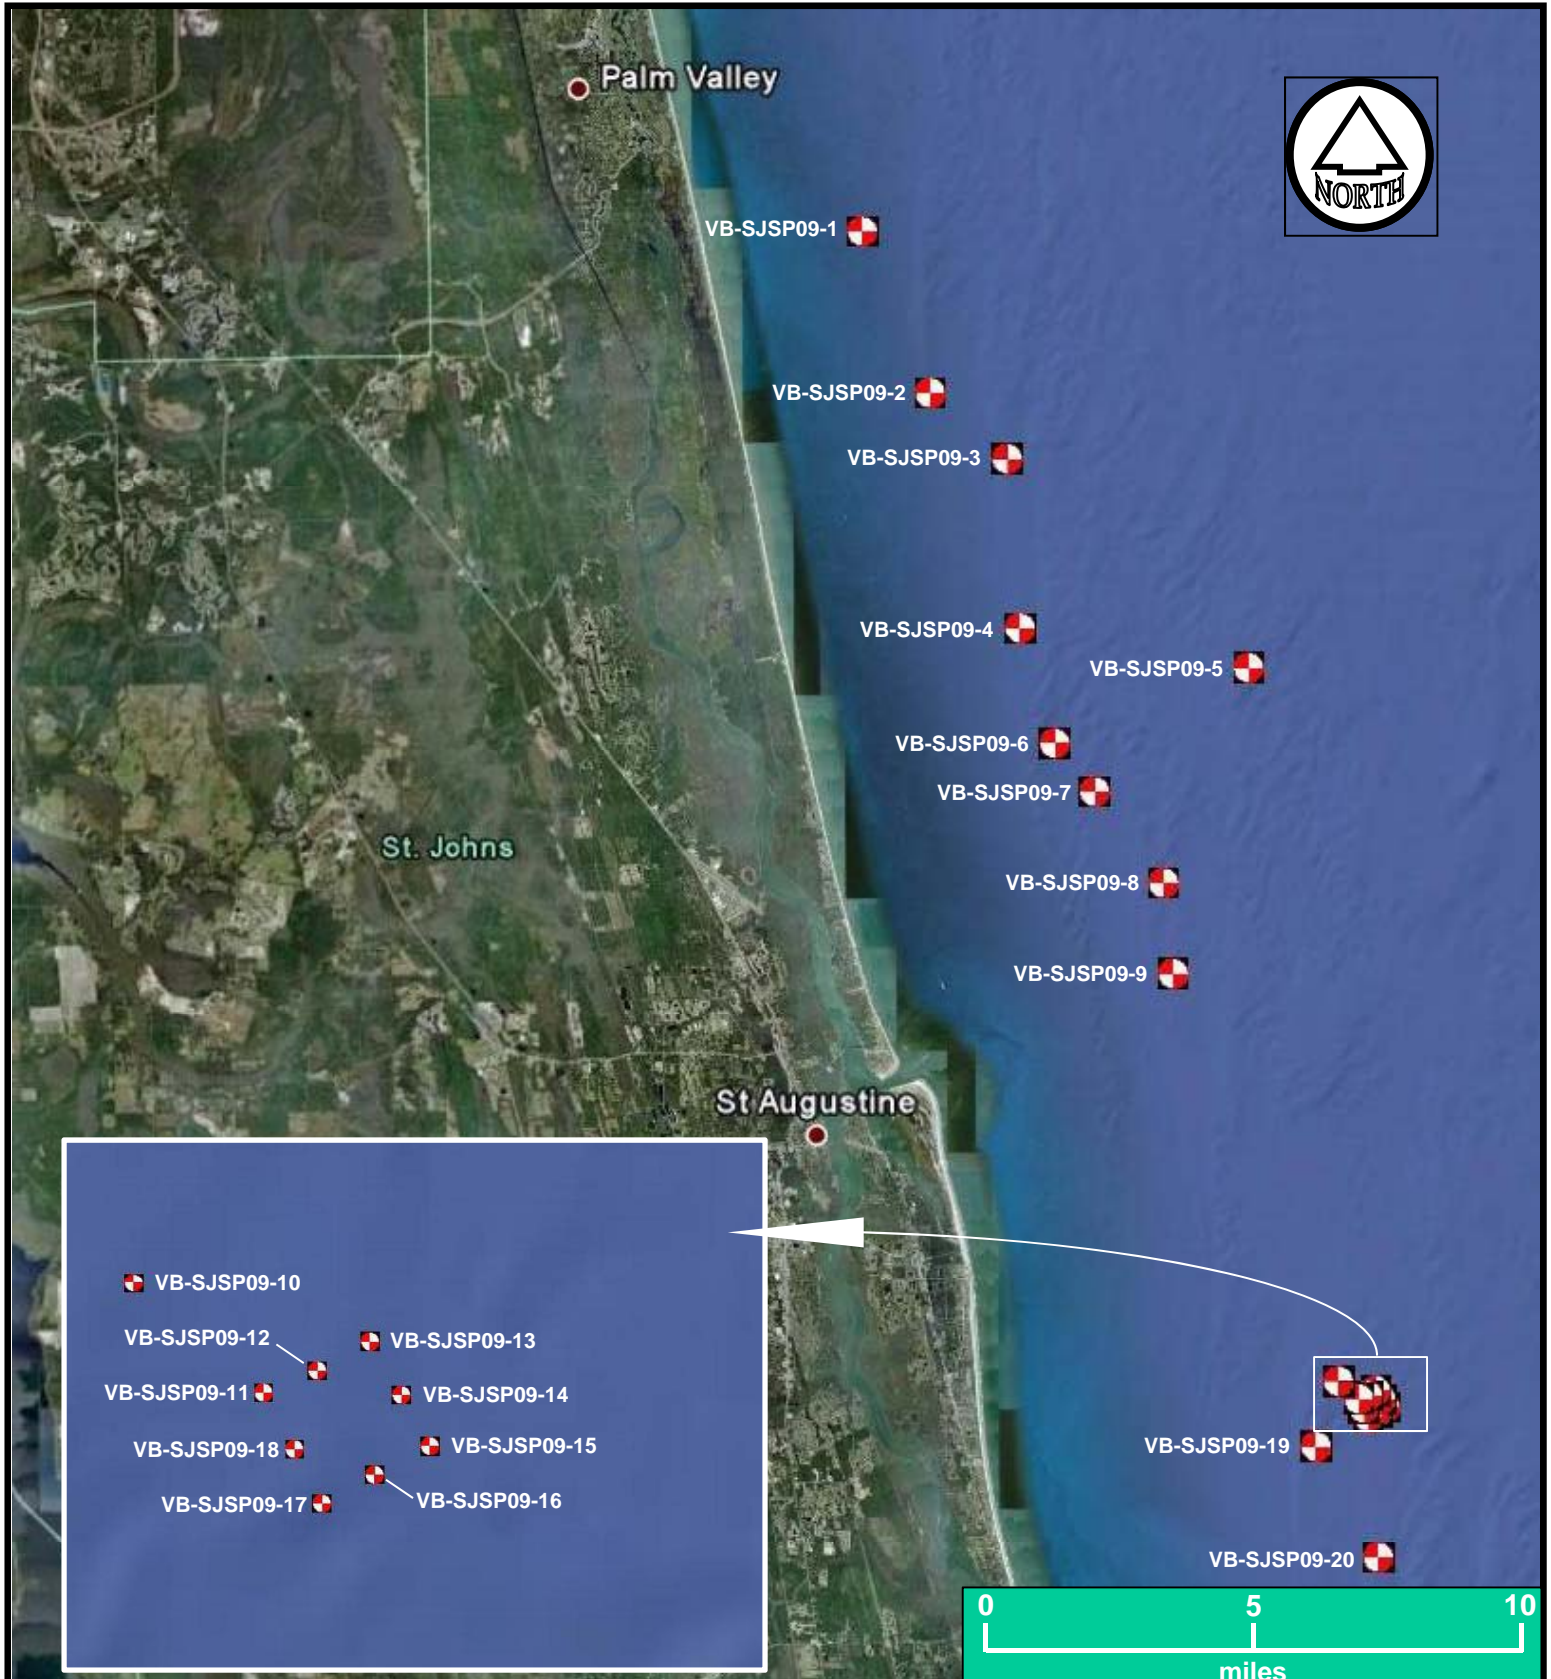 Palm Valley
NORTH
VB-SJSP09-1
VB-SJSP09-2
VB-SJSP09-3
VB-SJSP09-4
VB-SJSP09-5
VB-SJSP09-6
VB-SJSP09-7
St. Johns
VB-SJSP09-8
VB-SJSP09-9
St Augustine
VB-SJSP09-10
VB-SJSP09-12
VB-SJSP09-13
VB-SJSP09-11
VB-SJSP09-14
VB-SJSP09-18
VB-SJSP09-15
VB-SJSP09-17
VB-SJSP09-16
VB-SJSP09-19
VB-SJSP09-20
0 5 10
miles